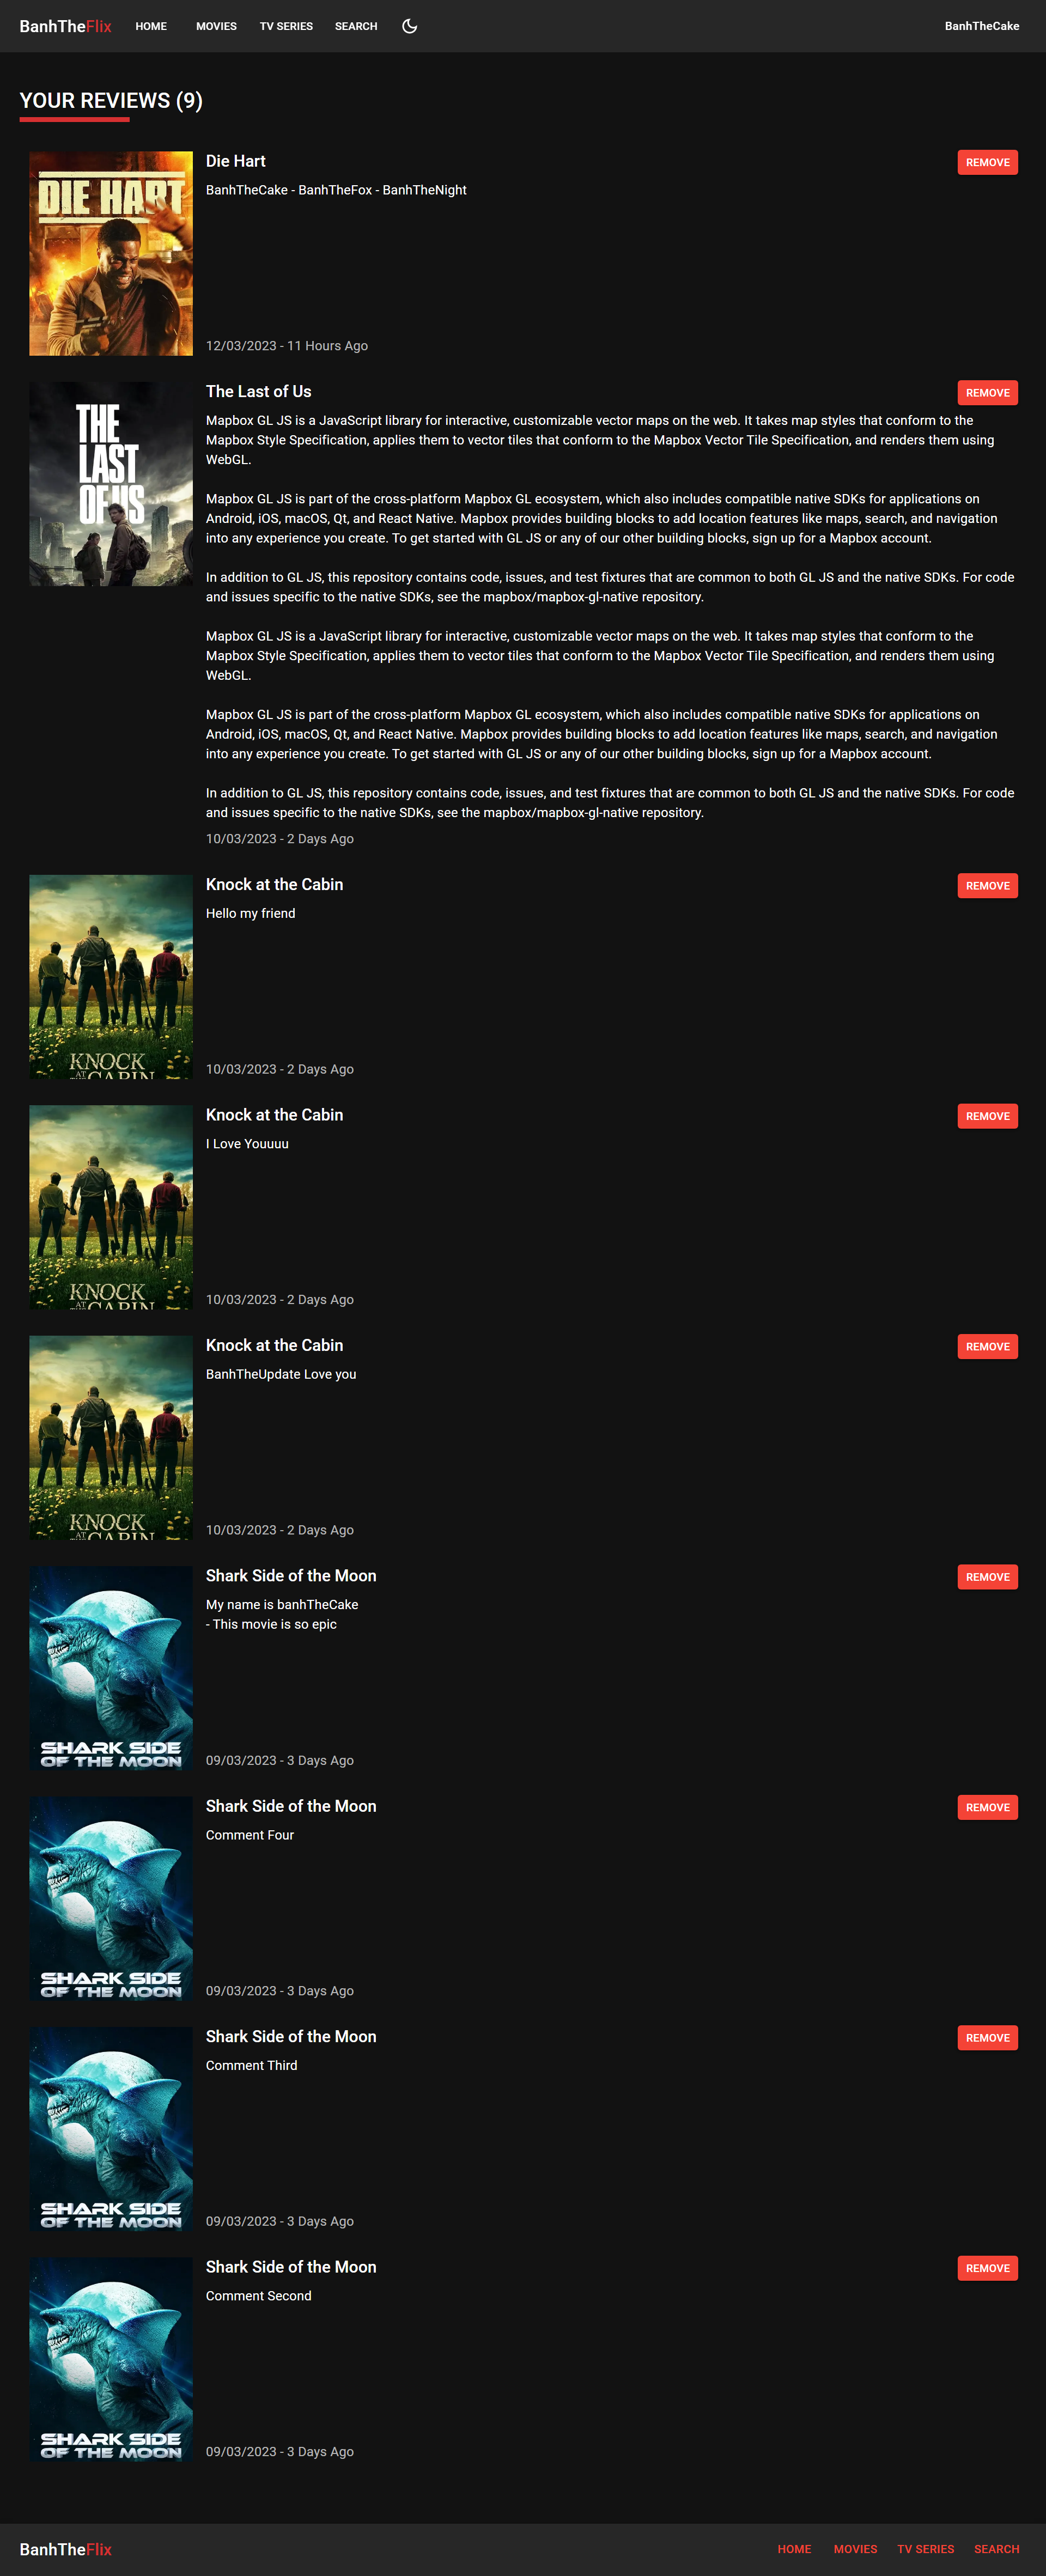 BanhTheFlix HOME MOVIES TV SERIES SEARCH BanhTheCake
YOUR REVIEWS (9)
DIE HART
Die Hart
REMOVE
BanhTheCake - BanhTheFox - BanhTheNight
12/03/2023 - 11 Hours Ago
THE
LAST
OF US
The Last of Us
REMOVE
Mapbox GL JS is a JavaScript library for interactive, customizable vector maps on the web. It takes map styles that conform to the
Mapbox Style Specification, applies them to vector tiles that conform to the Mapbox Vector Tile Specification, and renders them using
WebGL.
Mapbox GL JS is part of the cross-platform Mapbox GL ecosystem, which also includes compatible native SDKs for applications on
Android, iOS, macOS, Qt, and React Native. Mapbox provides building blocks to add location features like maps, search, and navigation
into any experience you create. To get started with GL JS or any of our other building blocks, sign up for a Mapbox account.
In addition to GL JS, this repository contains code, issues, and test fixtures that are common to both GL JS and the native SDKs. For code
and issues specific to the native SDKs, see the mapbox/mapbox-gl-native repository.
Mapbox GL JS is a JavaScript library for interactive, customizable vector maps on the web. It takes map styles that conform to the
Mapbox Style Specification, applies them to vector tiles that conform to the Mapbox Vector Tile Specification, and renders them using
WebGL.
Mapbox GL JS is part of the cross-platform Mapbox GL ecosystem, which also includes compatible native SDKs for applications on
Android, iOS, macOS, Qt, and React Native. Mapbox provides building blocks to add location features like maps, search, and navigation
into any experience you create. To get started with GL JS or any of our other building blocks, sign up for a Mapbox account.
In addition to GL JS, this repository contains code, issues, and test fixtures that are common to both GL JS and the native SDKs. For code
and issues specific to the native SDKs, see the mapbox/mapbox-gl-native repository.
10/03/2023 - 2 Days Ago
KNOCK
AT
THE CABIN
Knock at the Cabin
REMOVE
Hello my friend
10/03/2023 - 2 Days Ago
KNOCK
AT
THE CABIN
Knock at the Cabin
REMOVE
I Love Youuuu
10/03/2023 - 2 Days Ago
KNOCK
AT
THE CABIN
Knock at the Cabin
REMOVE
BanhTheUpdate Love you
10/03/2023 - 2 Days Ago
SHARK SIDE
OF THE MOON
Shark Side of the Moon
REMOVE
My name is banhTheCake
- This movie is so epic
09/03/2023 - 3 Days Ago
SHARK SIDE
OF THE MOON
Shark Side of the Moon
REMOVE
Comment Four
09/03/2023 - 3 Days Ago
SHARK SIDE
OF THE MOON
Shark Side of the Moon
REMOVE
Comment Third
09/03/2023 - 3 Days Ago
SHARK SIDE
OF THE MOON
Shark Side of the Moon
REMOVE
Comment Second
09/03/2023 - 3 Days Ago
BanhTheFlix HOME MOVIES TV SERIES SEARCH